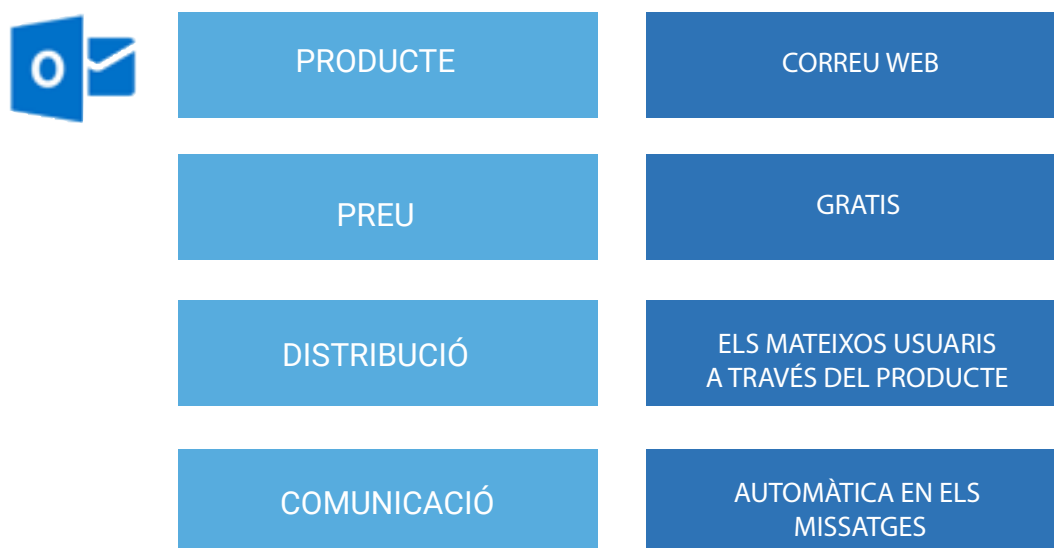 O
PRODUCTE
CORREU WEB
PREU
GRATIS
DISTRIBUCIÓ
ELS MATEIXOS USUARIS
A TRAVÉS DEL PRODUCTE
COMUNICACIÓ
AUTOMÀTICA EN ELS
MISSATGES